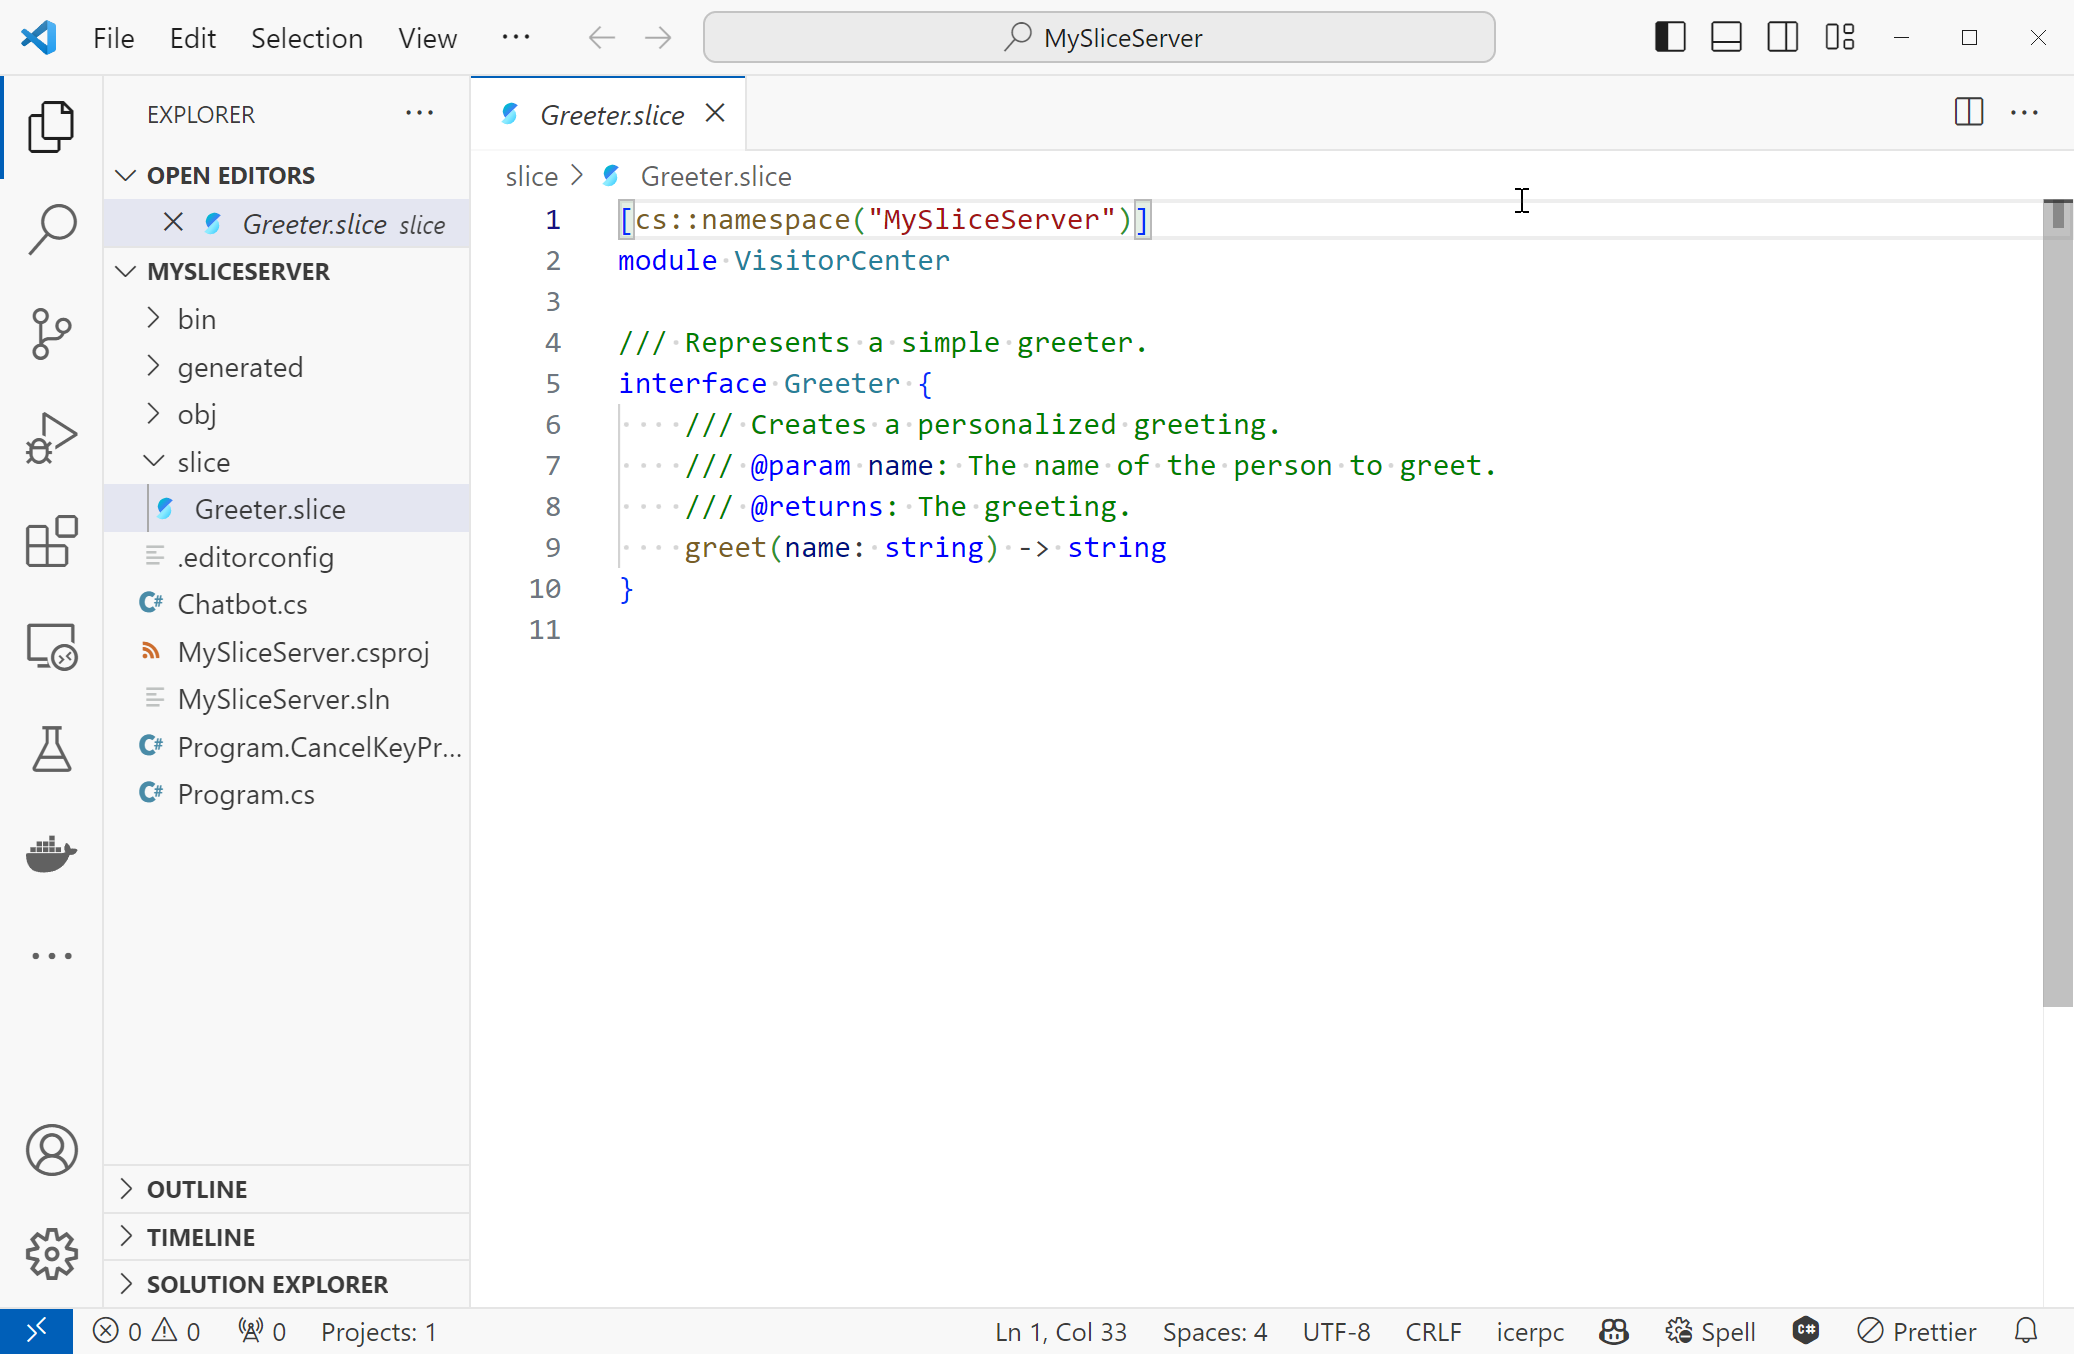 File Edit Selection View ··· MySliceServer
EXPLORER ···
OPEN EDITORS
Greeter.slice slice
MYSLICESERVER
bin
generated
obj
slice
Greeter.slice
.editorconfig
C# Chatbot.cs
MySliceServer.csproj
MySliceServer.sln
C# Program.CancelKeyPr...
C# Program.cs
OUTLINE
TIMELINE
SOLUTION EXPLORER
Greeter.slice
slice > Greeter.slice
1 [cs::namespace("MySliceServer")]
2 module VisitorCenter
3
4 /// Represents a simple greeter.
5 interface Greeter {
6 /// Creates a personalized greeting.
7 /// @param name: The name of the person to greet.
8 /// @returns: The greeting.
9 greet(name: string) -> string
10 }
11
0 0 0 Projects: 1 Ln 1, Col 33 Spaces: 4 UTF-8 CRLF icerpc Spell C# Prettier